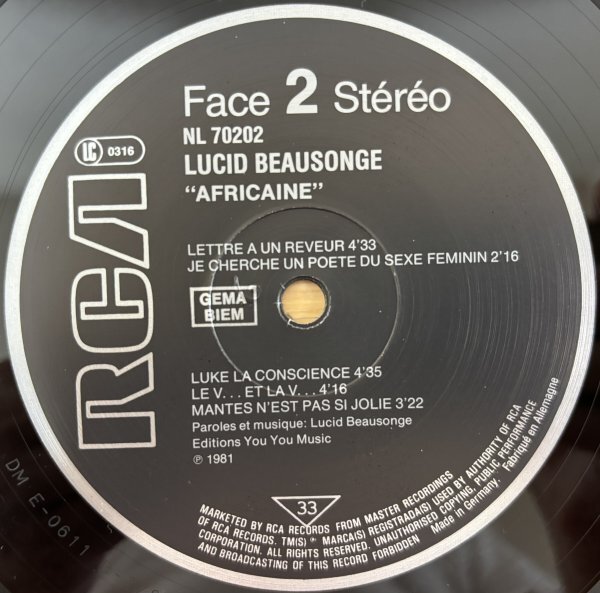 Face 2 Stéréo
NL 70202
LC 0316
LUCID BEAUSONGE
"AFRICAINE"
RCA
LETTRE A UN REVEUR 4'33
JE CHERCHE UN POETE DU SEXE FEMININ 2'16
GEMA
BIEM
LUKE LA CONSCIENCE 4'35
LE V... ET LA V... 4'16
MANTES N'EST PAS SI JOLIE 3'22
Paroles et musique: Lucid Beausonge
Editions You You Music
℗ 1981
33
MARKETED BY RCA RECORDS FROM MASTER RECORDINGS
OF RCA RECORDS. TM(S) ® MARCA(S) REGISTRADA(S) USED BY AUTHORITY OF RCA
CORPORATION. ALL RIGHTS RESERVED. UNAUTHORISED COPYING, PUBLIC PERFORMANCE
AND BROADCASTING OF THIS RECORD FORBIDDEN
Made in Germany. Fabriqué en Allemagne
DM E-0611